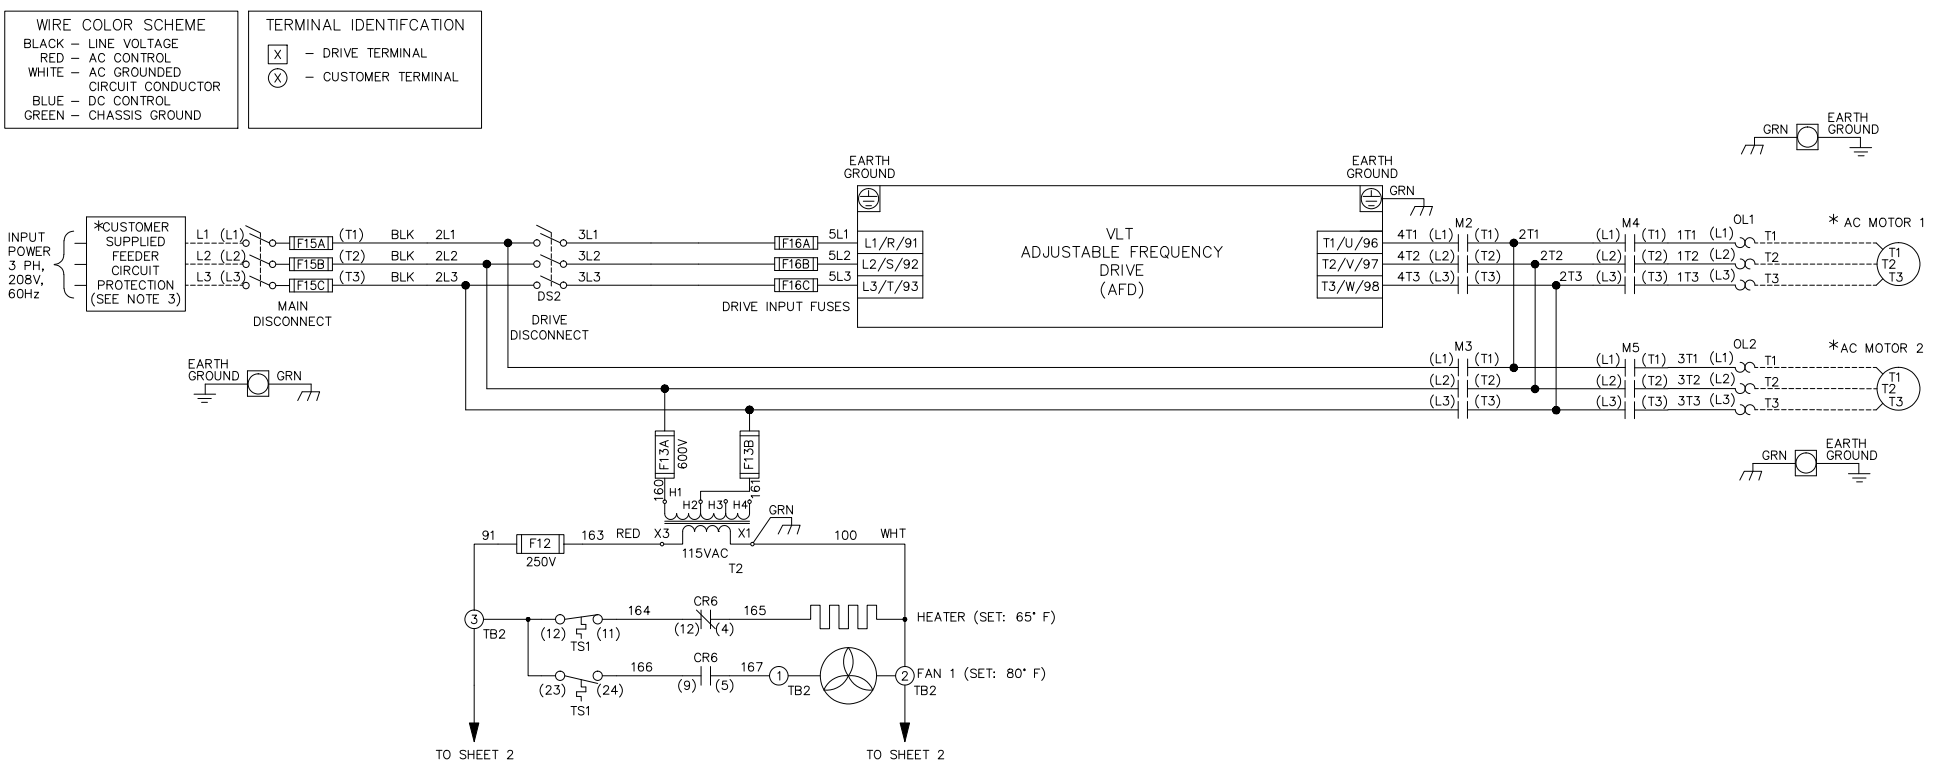 WIRE COLOR SCHEME
BLACK – LINE VOLTAGE
RED – AC CONTROL
WHITE – AC GROUNDED
CIRCUIT CONDUCTOR
BLUE – DC CONTROL
GREEN – CHASSIS GROUND
TERMINAL IDENTIFCATION
X – DRIVE TERMINAL
X – CUSTOMER TERMINAL
GRN
EARTH
GROUND
EARTH
GROUND
EARTH
GROUND
GRN
INPUT
POWER
3 PH,
208V,
60Hz
*CUSTOMER
SUPPLIED
FEEDER
CIRCUIT
PROTECTION
(SEE NOTE 3)
L1 (L1) F15A (T1) BLK 2L1 3L1 F16A 5L1 L1/R/91
L2 (L2) F15B (T2) BLK 2L2 3L2 F16B 5L2 L2/S/92
L3 (L3) F15C (T3) BLK 2L3 3L3 F16C 5L3 L3/T/93
MAIN
DISCONNECT
DS2
DRIVE
DISCONNECT
DRIVE INPUT FUSES
VLT
ADJUSTABLE FREQUENCY
DRIVE
(AFD)
M2 M4 OL1 * AC MOTOR 1
T1/U/96 4T1 (L1) (T1) 2T1 (L1) (T1) 1T1 (L1) T1 T1
T2/V/97 4T2 (L2) (T2) 2T2 (L2) (T2) 1T2 (L2) T2 T2
T3/W/98 4T3 (L3) (T3) 2T3 (L3) (T3) 1T3 (L3) T3 T3
EARTH
GROUND GRN
M3 M5 OL2 *AC MOTOR 2
(L1) (T1) (L1) (T1) 3T1 (L1) T1 T1
(L2) (T2) (L2) (T2) 3T2 (L2) T2 T2
(L3) (T3) (L3) (T3) 3T3 (L3) T3 T3
GRN
EARTH
GROUND
F13A 600V F13B
160 H1 161
H2 H3 H4
GRN
91 F12 163 RED X3 X1 100 WHT
250V 115VAC
T2
3 TB2
164 CR6 165
(12) (11) (12) (4)
TS1
HEATER (SET: 65° F)
166 CR6 167 1 2 FAN 1 (SET: 80° F)
(23) (24) (9) (5) TB2 TB2
TS1
TO SHEET 2
TO SHEET 2